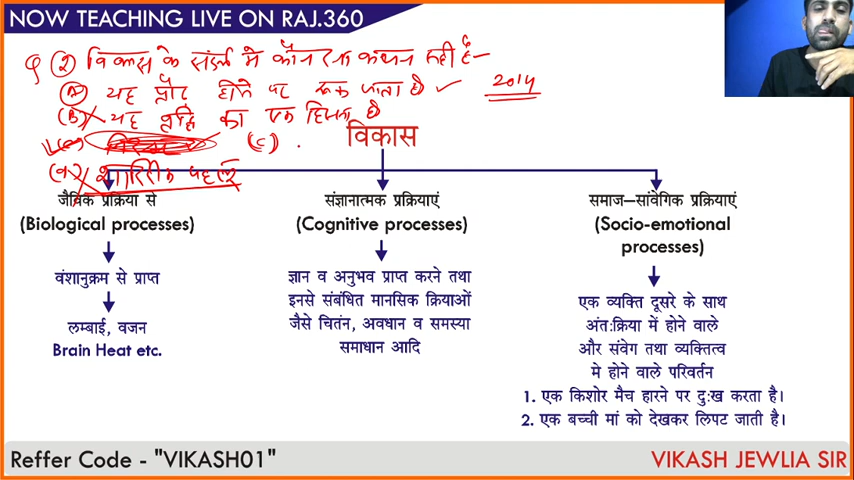 NOW TEACHING LIVE ON RAJ.360
Q (2) विकास के संदर्भ में कौन सा कथन सही है-
(A) यह प्रौढ़ होने पर रूक जाता है ✓ 2014
(B) यह वृद्धि का एक हिस्सा है
(C)
शारीरिक पहलू
विकास
जैविक प्रक्रिया से
(Biological processes)
वंशानुक्रम से प्राप्त
लम्बाई, वजन
Brain Heat etc.
संज्ञानात्मक प्रक्रियाएं
(Cognitive processes)
ज्ञान व अनुभव प्राप्त करने तथा
इनसे संबंधित मानसिक क्रियाओं
जैसे चितंन, अवधान व समस्या
समाधान आदि
समाज–सांवेगिक प्रक्रियाएं
(Socio-emotional
processes)
एक व्यक्ति दूसरे के साथ
अंतःक्रिया में होने वाले
और संवेग तथा व्यक्तित्व
मे होने वाले परिवर्तन
1. एक किशोर मैच हारने पर दुःख करता है।
2. एक बच्ची मां को देखकर लिपट जाती है।
Reffer Code - "VIKASH01"
VIKASH JEWLIA SIR